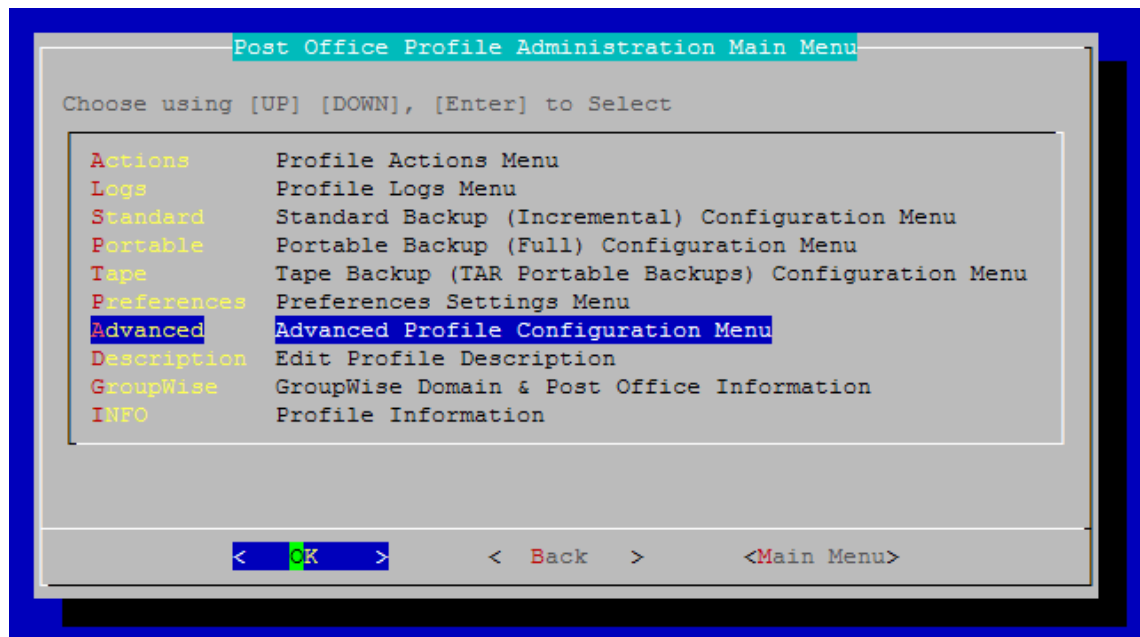 Post Office Profile Administration Main Menu
Choose using [UP] [DOWN], [Enter] to Select
Actions Profile Actions Menu
Logs Profile Logs Menu
Standard Standard Backup (Incremental) Configuration Menu
Portable Portable Backup (Full) Configuration Menu
Tape Tape Backup (TAR Portable Backups) Configuration Menu
Preferences Preferences Settings Menu
Advanced Advanced Profile Configuration Menu
Description Edit Profile Description
GroupWise GroupWise Domain & Post Office Information
INFO Profile Information
< OK > < Back > <Main Menu>